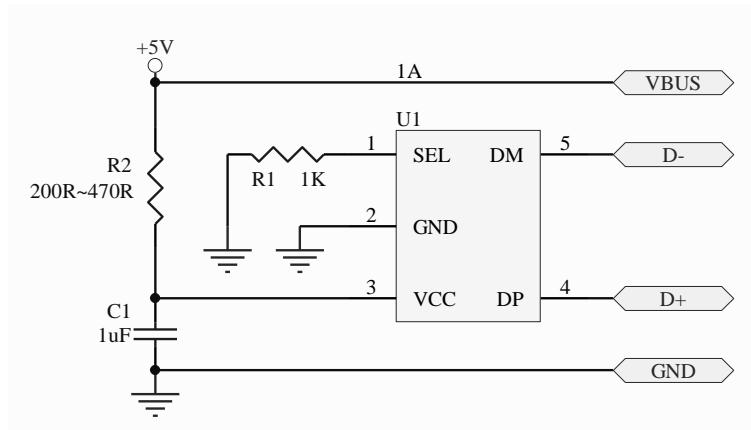 +5V
1A
VBUS
U1
1
SEL
DM
5
D-
R2
200R~470R
R1
1K
2
GND
3
VCC
DP
4
D+
C1
1uF
GND